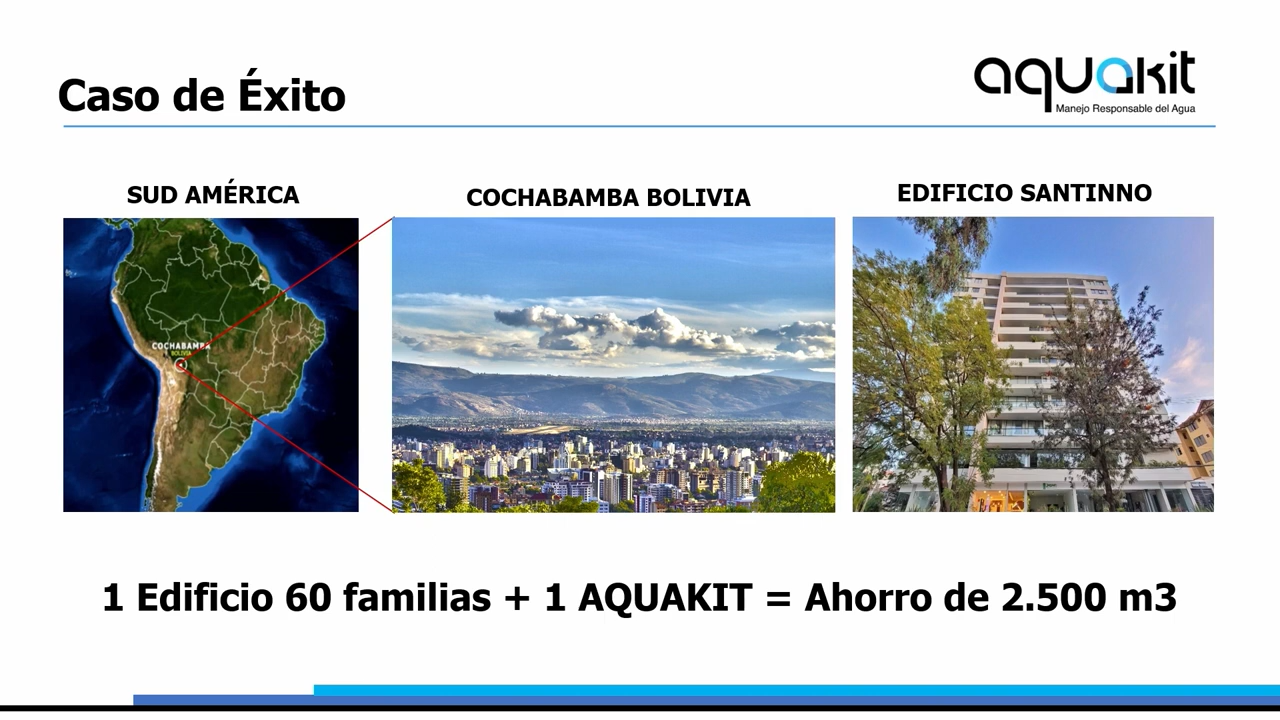 Caso de Éxito
aquakit
Manejo Responsable del Agua
SUD AMÉRICA
COCHABAMBA BOLIVIA
EDIFICIO SANTINNO
COCHABAMBA
BOLIVIA
1 Edificio 60 familias + 1 AQUAKIT = Ahorro de 2.500 m3